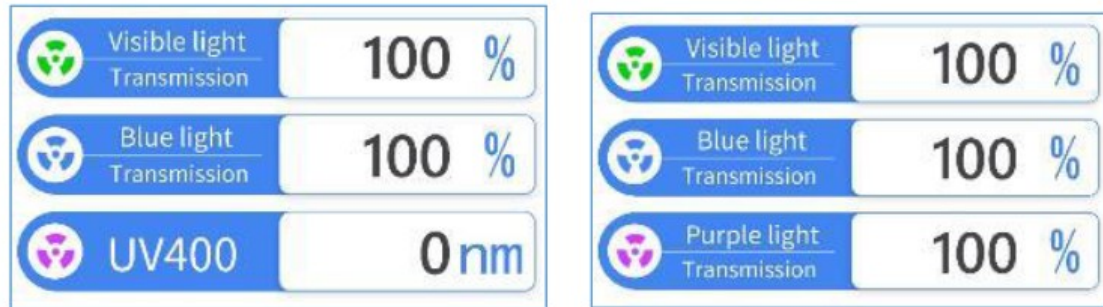 Visible light
Transmission
100 %
Blue light
Transmission
100 %
UV400
0 nm
Visible light
Transmission
100 %
Blue light
Transmission
100 %
Purple light
Transmission
100 %